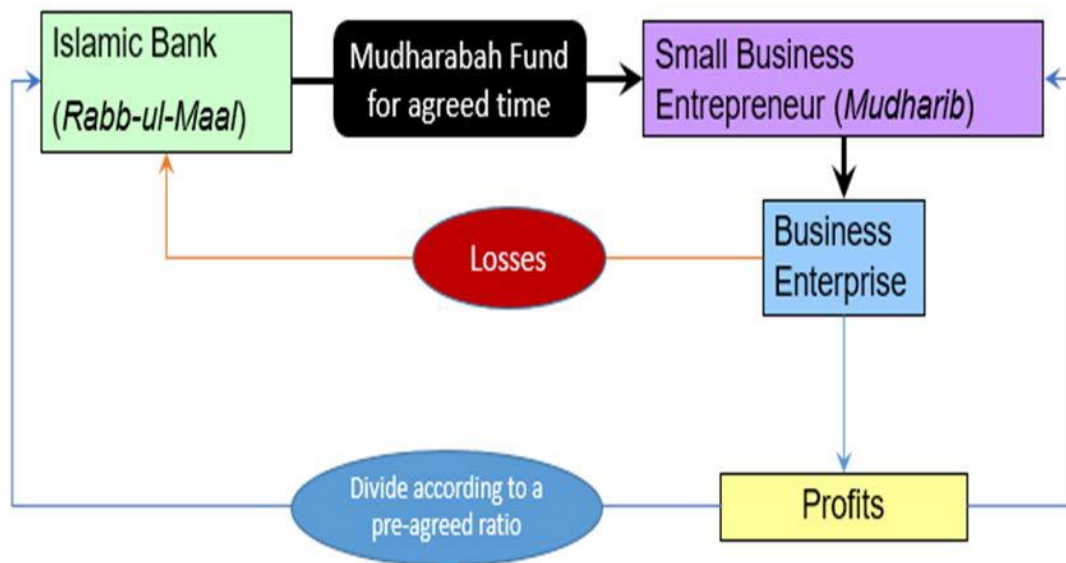 Islamic Bank
(Rabb-ul-Maal)
Mudharabah Fund
for agreed time
Small Business
Entrepreneur (Mudharib)
Losses
Business
Enterprise
Divide according to a
pre-agreed ratio
Profits